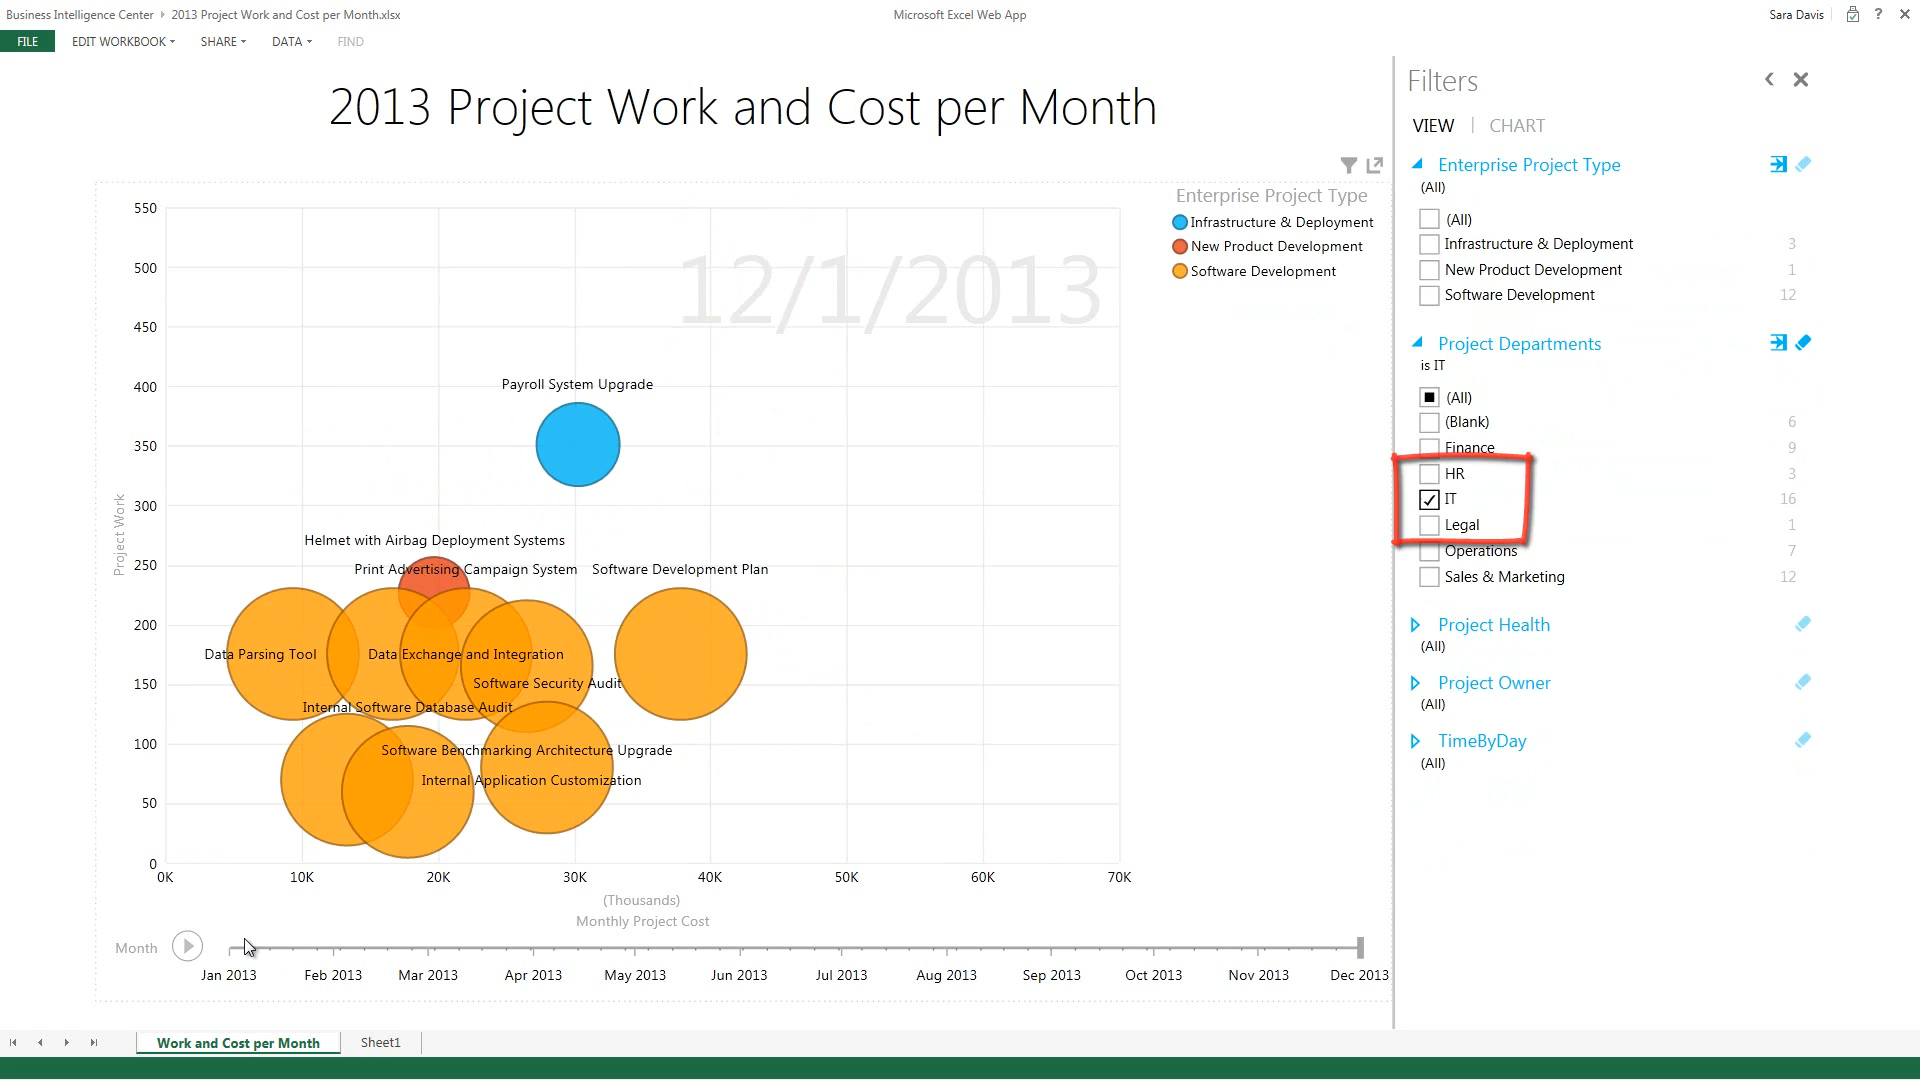 Business Intelligence Center ▸ 2013 Project Work and Cost per Month.xlsx
Microsoft Excel Web App
Sara Davis
?
FILE
EDIT WORKBOOK
SHARE
DATA
FIND
2013 Project Work and Cost per Month
12/1/2013
Enterprise Project Type
Infrastructure & Deployment
New Product Development
Software Development
550
500
450
400
350
300
250
200
150
100
50
0
Project Work
Payroll System Upgrade
Helmet with Airbag Deployment Systems
Print Advertising Campaign System
Software Development Plan
Data Parsing Tool
Data Exchange and Integration
Software Security Audit
Internal Software Database Audit
Software Benchmarking Architecture Upgrade
Internal Application Customization
0K
10K
20K
30K
40K
50K
60K
70K
(Thousands)
Monthly Project Cost
Month
Jan 2013
Feb 2013
Mar 2013
Apr 2013
May 2013
Jun 2013
Jul 2013
Aug 2013
Sep 2013
Oct 2013
Nov 2013
Dec 2013
Filters
VIEW | CHART
Enterprise Project Type
(All)
(All)
Infrastructure & Deployment 3
New Product Development 1
Software Development 12
Project Departments
is IT
(All)
(Blank) 6
Finance 9
HR 3
IT 16
Legal 1
Operations 7
Sales & Marketing 12
Project Health
(All)
Project Owner
(All)
TimeByDay
(All)
Work and Cost per Month
Sheet1